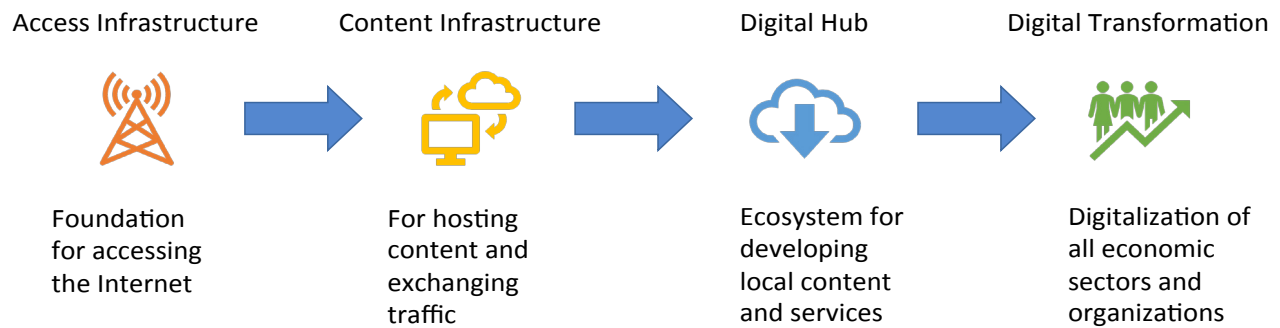 Access Infrastructure
Content Infrastructure
Digital Hub
Digital Transformation
Foundation
for accessing
the Internet
For hosting
content and
exchanging
traffic
Ecosystem for
developing
local content
and services
Digitalization of
all economic
sectors and
organizations